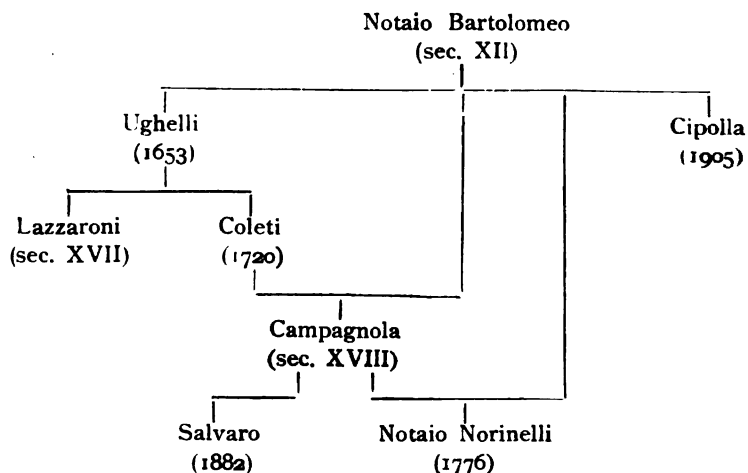 Notaio Bartolomeo
(sec. XII)
Ughelli
(1653)
Cipolla
(1905)
Lazzaroni
(sec. XVII)
Coleti
(1720)
Campagnola
(sec. XVIII)
Salvaro
(1882)
Notaio Norinelli
(1776)